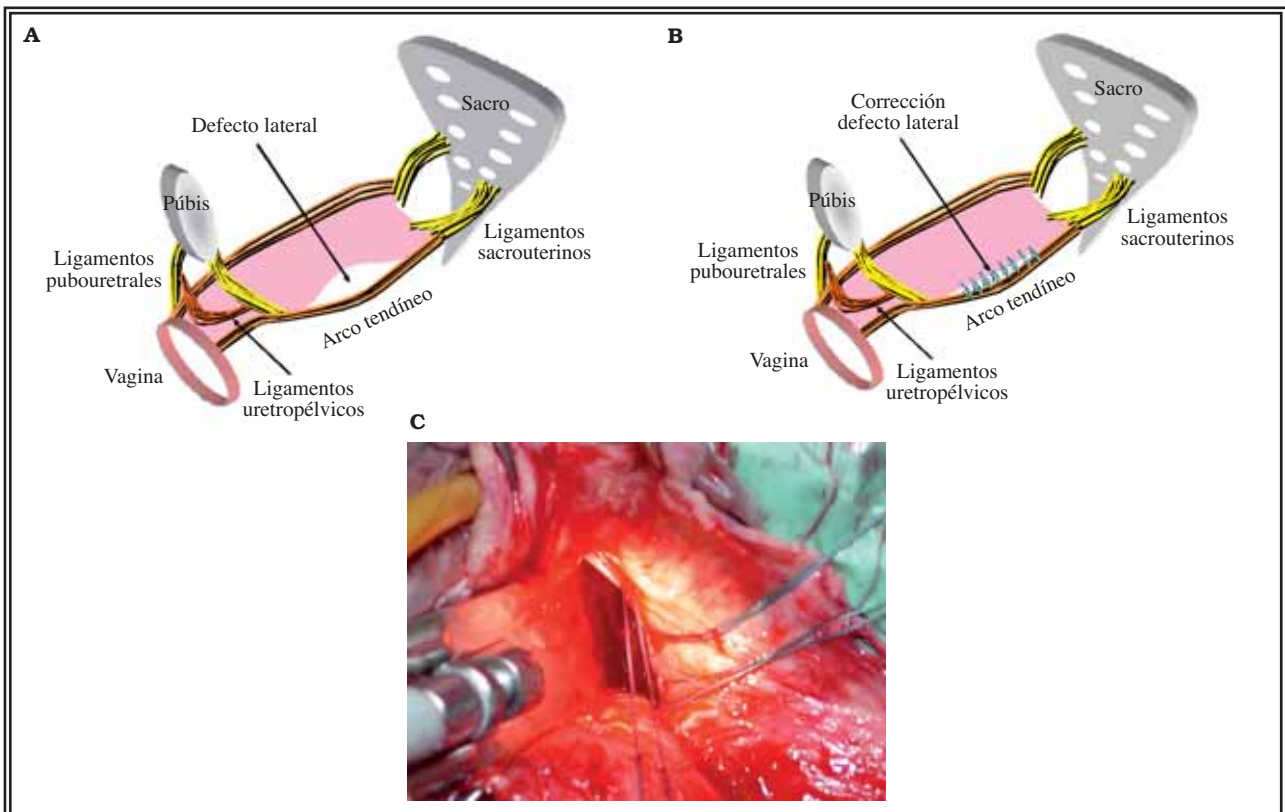 A
Sacro
Defecto lateral
Púbis
Ligamentos
pubouretrales
Ligamentos
sacrouterinos
Arco tendíneo
Vagina
Ligamentos
uretropélvicos
B
Sacro
Corrección
defecto lateral
Púbis
Ligamentos
pubouretrales
Ligamentos
sacrouterinos
Arco tendíneo
Vagina
Ligamentos
uretropélvicos
C